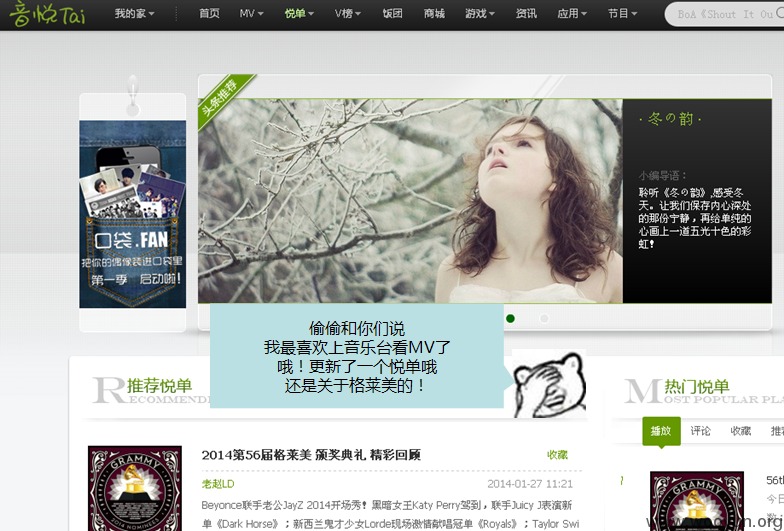 音悦Tai
我的家
首页
MV
悦单
V榜
饭团
商城
游戏
资讯
应用
节目
BoA《Shout It Ou
头条推荐
·冬の韵·
小编导语：
聆听《冬の韵》,感受冬
天。让我们保存内心深处
的那份宁静，再给单纯的
心画上一道五光十色的彩
虹！
口袋.FAN
把你的偶像装进口袋里
第一季 启动啦!
偷偷和你们说
我最喜欢上音乐台看MV了
哦！更新了一个悦单哦
还是关于格莱美的！
推荐悦单
热门悦单
MOST POPULAR PLA
播放
评论
收藏
GRAMMY
2014第56届格莱美 颁奖典礼 精彩回顾
收藏
老赵LD
2014-01-27 11:21
Beyonce联手老公JayZ 2014开场秀！黑暗女王Katy Perry驾到，联手Juicy J表演新
单《Dark Horse》；新西兰鬼才少女Lorde现场激情献唱冠单《Royals》；Taylor Swi
GRAMMY
56th